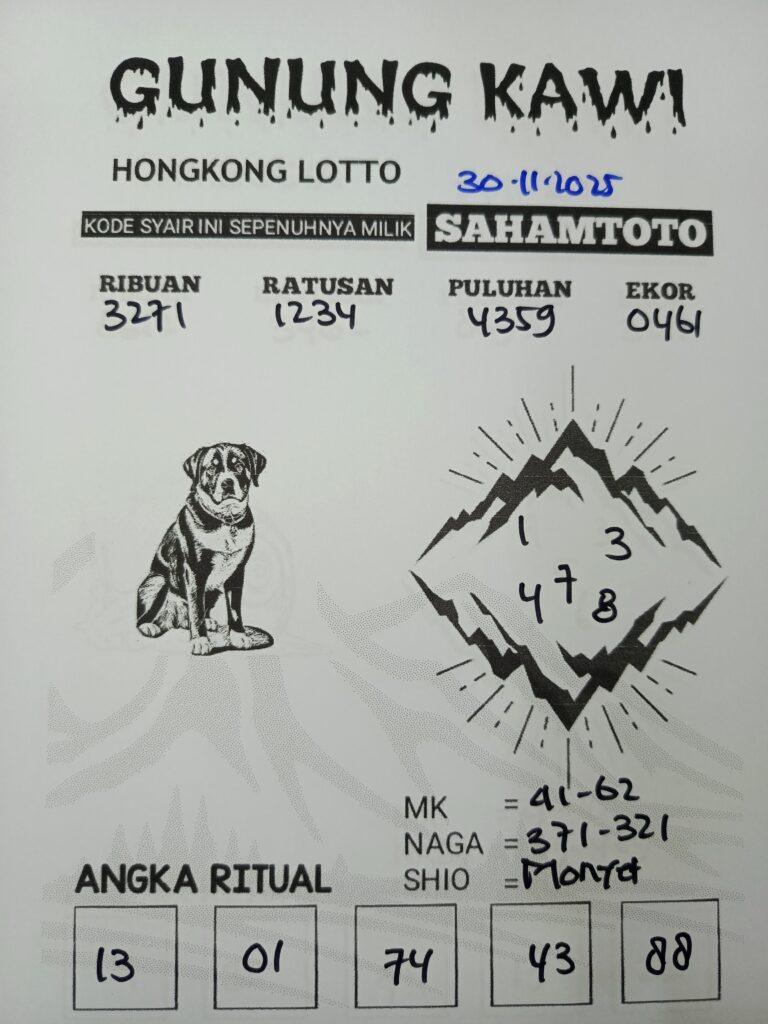 GUNUNG KAWI
HONGKONG LOTTO 30-11-2025
KODE SYAIR INI SEPENUHNYA MILIK SAHAMTOTO
RIBUAN RATUSAN PULUHAN EKOR
3271 1234 4359 0461
1 3
4 7 8
MK = 41-62
NAGA = 371-321
SHIO = Monyet
ANGKA RITUAL
13 01 74 43 88